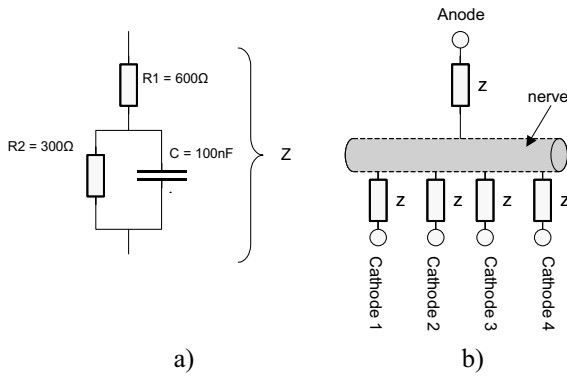 Anode
R1 = 600Ω
Z
nerve
R2 = 300Ω
C = 100nF
Z
Z
Z
Z
Z
Cathode 1
Cathode 2
Cathode 3
Cathode 4
a)
b)